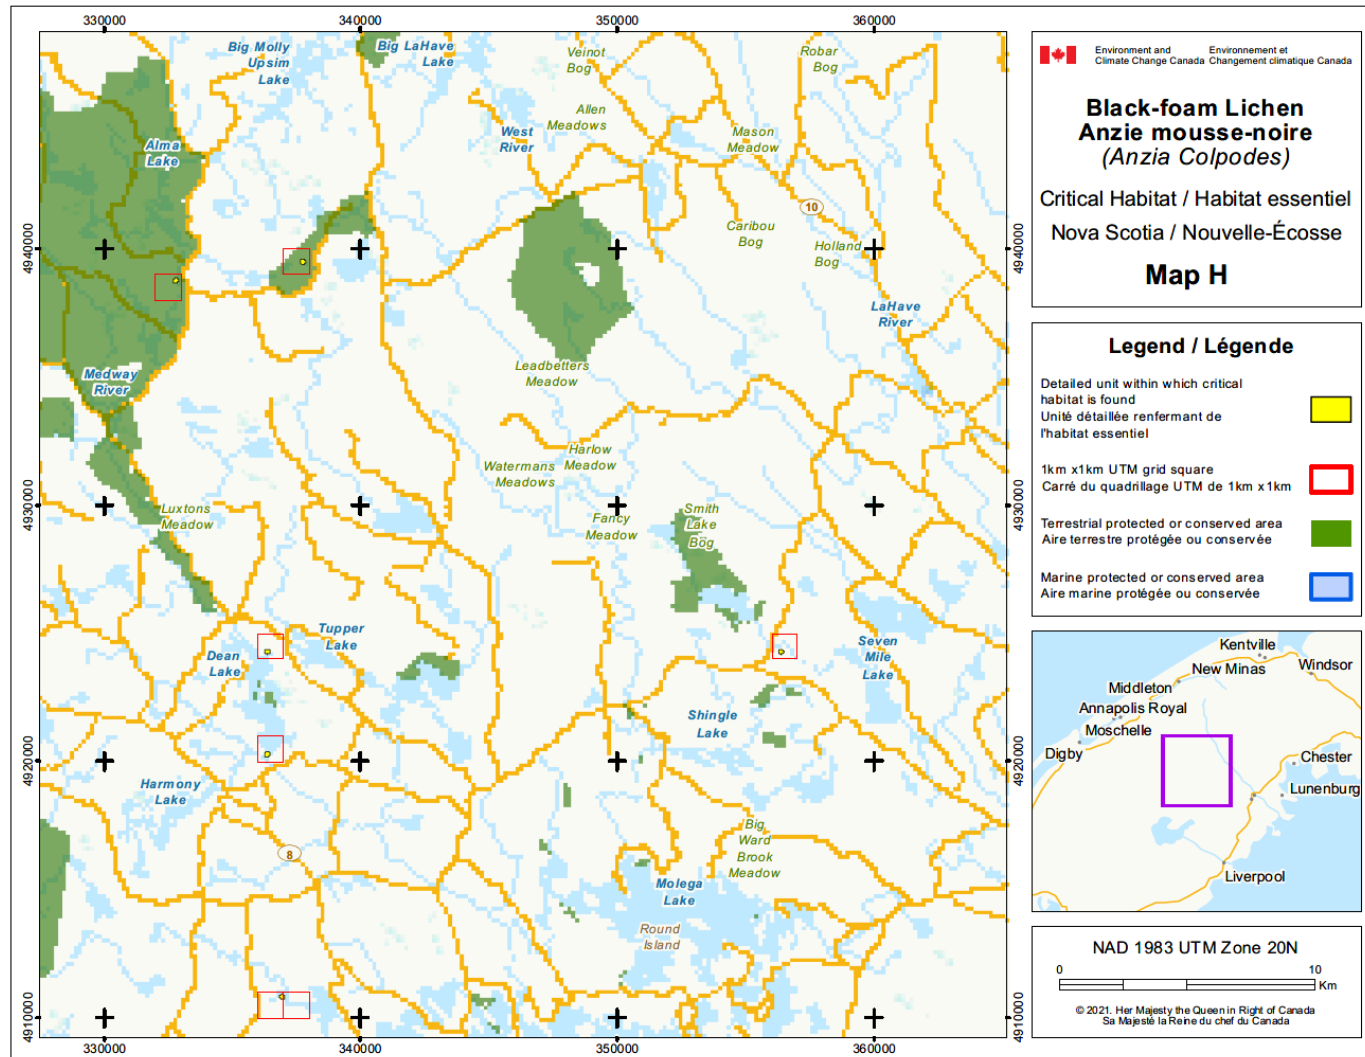 330000
340000
350000
360000
4940000
4930000
4920000
4910000
4940000
4930000
4920000
4910000
330000
340000
350000
360000
Big Molly
Upsim
Lake
Big LaHave
Lake
Veinot
Bog
Robar
Bog
Allen
Meadows
West
River
Mason
Meadow
Alma
Lake
10
Caribou
Bog
Holland
Bog
LaHave
River
Leadbetters
Meadow
Medway
River
Harlow
Meadow
Watermans
Meadows
Luxtons
Meadow
Fancy
Meadow
Smith
Lake
Bog
Tupper
Lake
Dean
Lake
Seven
Mile
Lake
Shingle
Lake
Harmony
Lake
8
Big
Ward
Brook
Meadow
Molega
Lake
Round
Island
Environment and
Climate Change Canada
Environnement et
Changement climatique Canada
Black-foam Lichen
Anzie mousse-noire
(Anzia Colpodes)
Critical Habitat / Habitat essentiel
Nova Scotia / Nouvelle-Écosse
Map H
Legend / Légende
Detailed unit within which critical
habitat is found
Unité détaillée renfermant de
l'habitat essentiel
1km x1km UTM grid square
Carré du quadrillage UTM de 1km x1km
Terrestrial protected or conserved area
Aire terrestre protégée ou conservée
Marine protected or conserved area
Aire marine protégée ou conservée
Kentville
New Minas
Windsor
Middleton
Annapolis Royal
Moschelle
Digby
Chester
Lunenburg
Liverpool
NAD 1983 UTM Zone 20N
0
10
Km
© 2021. Her Majesty the Queen in Right of Canada
Sa Majesté la Reine du chef du Canada